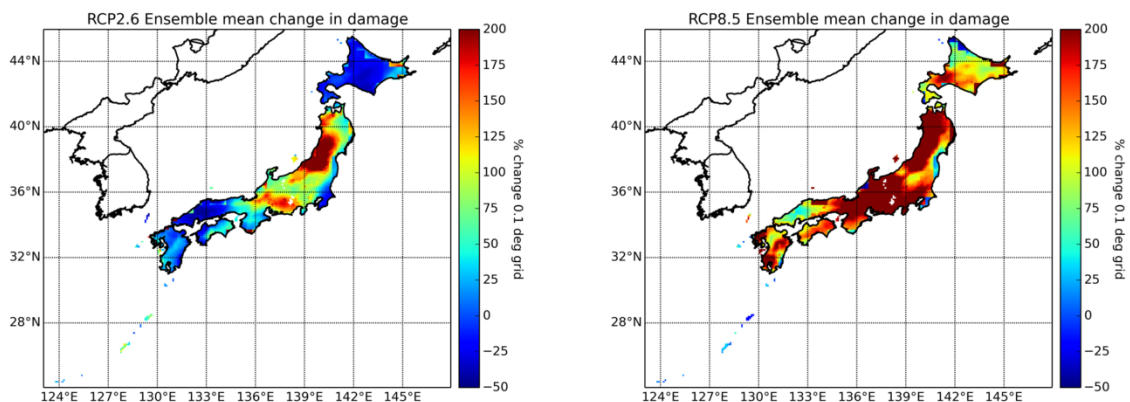 RCP2.6 Ensemble mean change in damage
44°N
40°N
36°N
32°N
28°N
124°E 127°E 130°E 133°E 136°E 139°E 142°E 145°E
200
175
150
125
100
75
50
25
0
−25
−50
% change 0.1 deg grid
RCP8.5 Ensemble mean change in damage
44°N
40°N
36°N
32°N
28°N
124°E 127°E 130°E 133°E 136°E 139°E 142°E 145°E
200
175
150
125
100
75
50
25
0
−25
−50
% change 0.1 deg grid